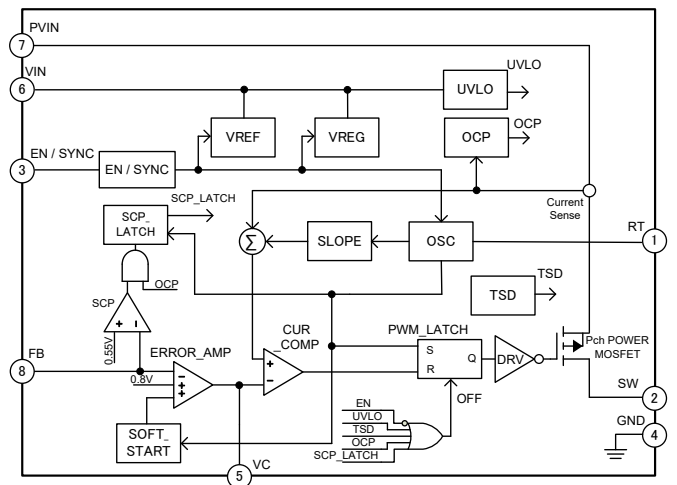 PVIN
7
VIN
6
UVLO
UVLO
OCP
OCP
VREF
VREG
EN / SYNC
3
EN / SYNC
SCP_LATCH
SCP_
LATCH
Current
Sense
RT
1
Σ
SLOPE
OSC
OCP
SCP
+ −
0.55V
TSD
TSD
Pch POWER
MOSFET
FB
8
ERROR_AMP
0.8V
−
+
+
CUR
_COMP
+
−
PWM_LATCH
S
R
Q
DRV
OFF
SW
2
GND
4
SOFT_
START
VC
5
EN
UVLO
TSD
OCP
SCP_LATCH